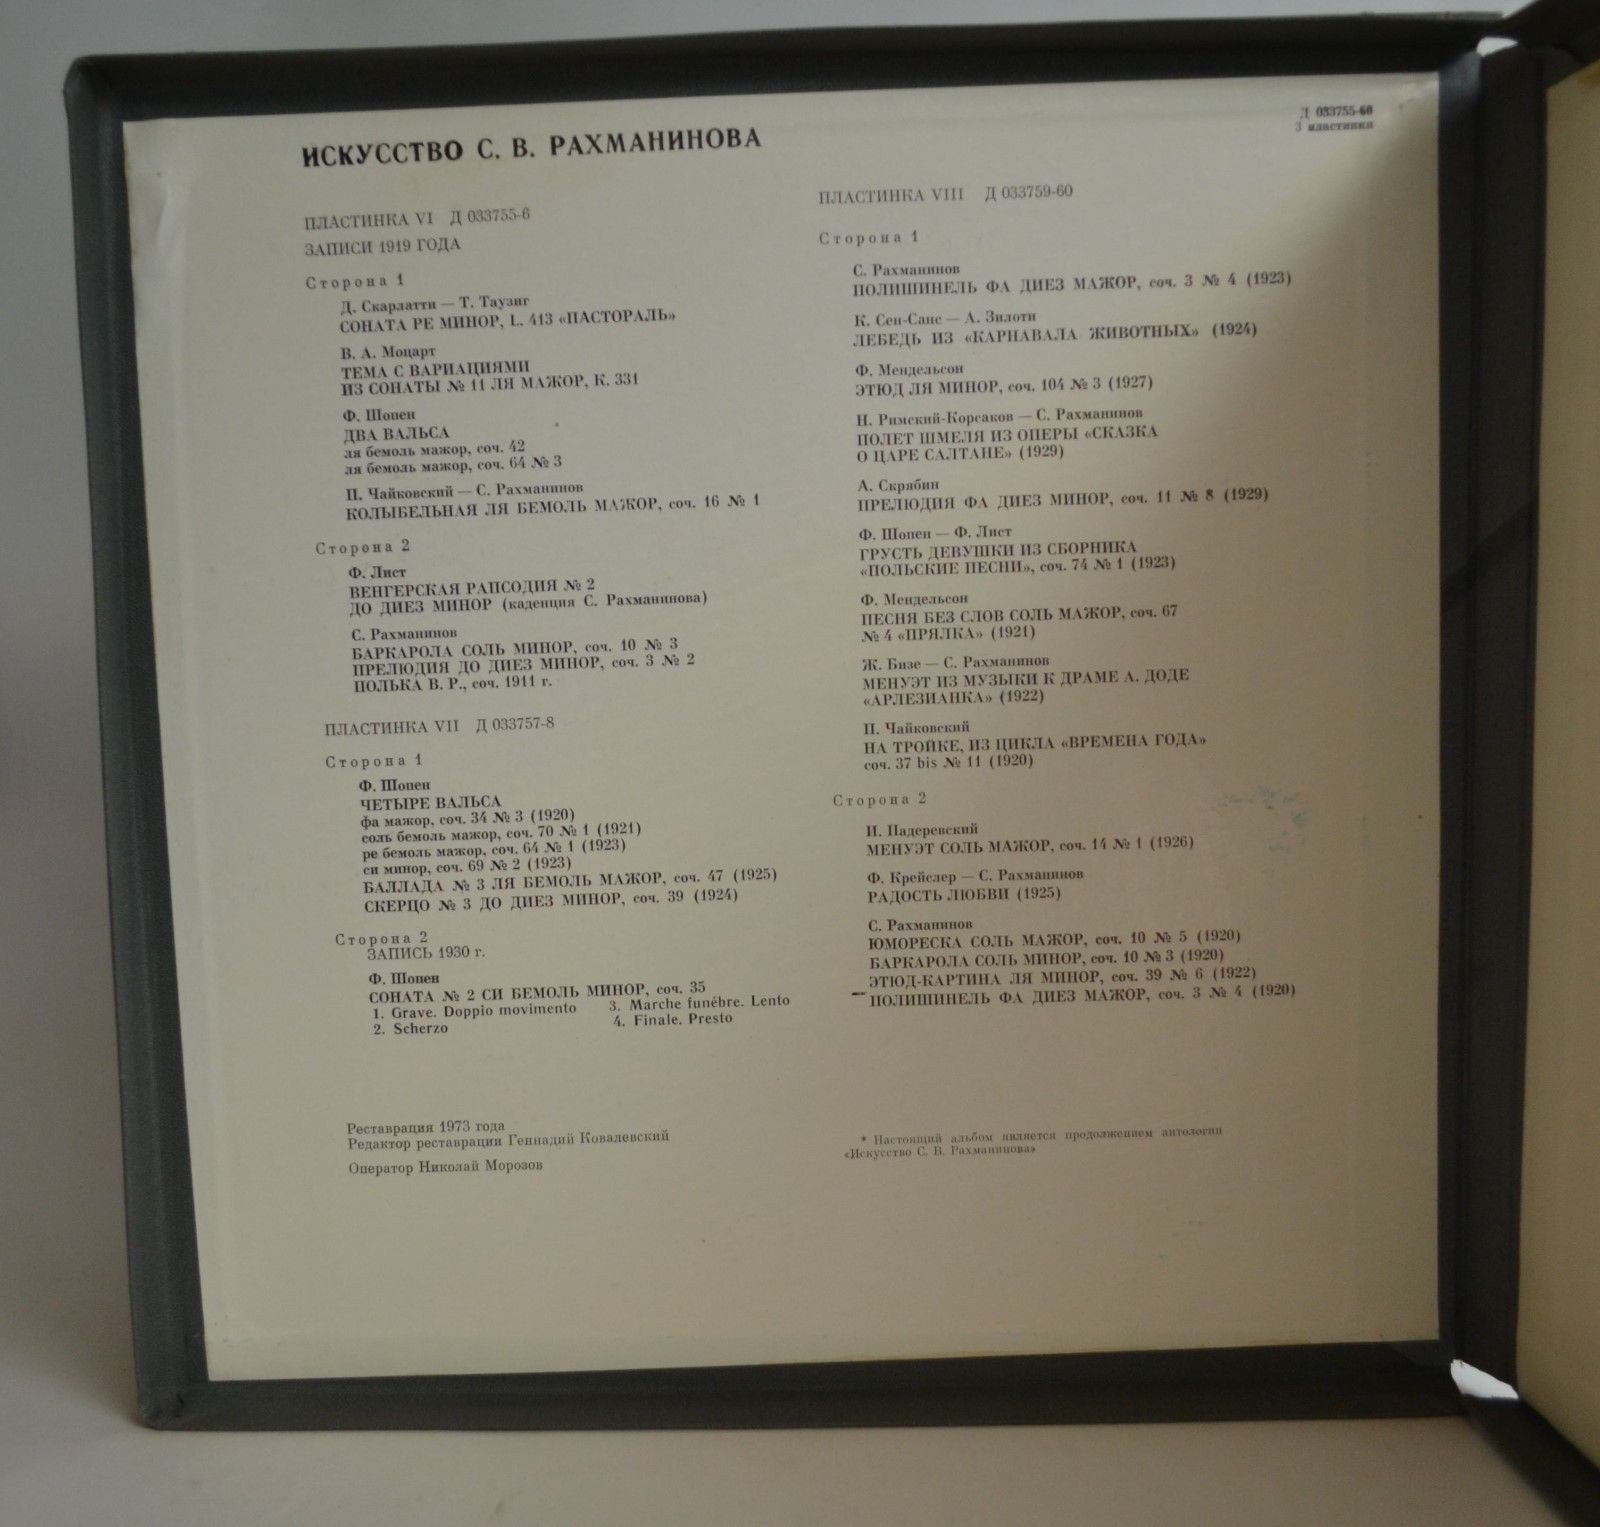 ИСКУССТВО С. В. РАХМАНИНОВА
Д 033755-60
3 пластинки
ПЛАСТИНКА VI Д 033755-6
ЗАПИСИ 1919 ГОДА
Сторона 1
Д. Скарлатти — Т. Таузиг
СОНАТА РЕ МИНОР, L. 413 «ПАСТОРАЛЬ»
В. А. Моцарт
ТЕМА С ВАРИАЦИЯМИ
ИЗ СОНАТЫ № 11 ЛЯ МАЖОР, К. 331
Ф. Шопен
ДВА ВАЛЬСА
ля бемоль мажор, соч. 42
ля бемоль мажор, соч. 64 № 3
П. Чайковский — С. Рахманинов
КОЛЫБЕЛЬНАЯ ЛЯ БЕМОЛЬ МАЖОР, соч. 16 № 1
Сторона 2
Ф. Лист
ВЕНГЕРСКАЯ РАПСОДИЯ № 2
ДО ДИЕЗ МИНОР (каденция С. Рахманинова)
С. Рахманинов
БАРКАРОЛА СОЛЬ МИНОР, соч. 10 № 3
ПРЕЛЮДИЯ ДО ДИЕЗ МИНОР, соч. 3 № 2
ПОЛЬКА В. Р., соч. 1911 г.
ПЛАСТИНКА VII Д 033757-8
Сторона 1
Ф. Шопен
ЧЕТЫРЕ ВАЛЬСА
фа мажор, соч. 34 № 3 (1920)
соль бемоль мажор, соч. 70 № 1 (1921)
ре бемоль мажор, соч. 64 № 1 (1923)
си минор, соч. 69 № 2 (1923)
БАЛЛАДА № 3 ЛЯ БЕМОЛЬ МАЖОР, соч. 47 (1925)
СКЕРЦО № 3 ДО ДИЕЗ МИНОР, соч. 39 (1924)
Сторона 2
ЗАПИСЬ 1930 г.
Ф. Шопен
СОНАТА № 2 СИ БЕМОЛЬ МИНОР, соч. 35
1. Grave. Doppio movimento 3. Marche funébre. Lento
2. Scherzo 4. Finale. Presto
Реставрация 1973 года
Редактор реставрации Геннадий Ковалевский
Оператор Николай Морозов
ПЛАСТИНКА VIII Д 033759-60
Сторона 1
С. Рахманинов
ПОЛИШИНЕЛЬ ФА ДИЕЗ МАЖОР, соч. 3 № 4 (1923)
К. Сен-Санс — А. Зилоти
ЛЕБЕДЬ ИЗ «КАРНАВАЛА ЖИВОТНЫХ» (1924)
Ф. Мендельсон
ЭТЮД ЛЯ МИНОР, соч. 104 № 3 (1927)
Н. Римский-Корсаков — С. Рахманинов
ПОЛЕТ ШМЕЛЯ ИЗ ОПЕРЫ «СКАЗКА
О ЦАРЕ САЛТАНЕ» (1929)
А. Скрябин
ПРЕЛЮДИЯ ФА ДИЕЗ МИНОР, соч. 11 № 8 (1929)
Ф. Шопен — Ф. Лист
ГРУСТЬ ДЕВУШКИ ИЗ СБОРНИКА
«ПОЛЬСКИЕ ПЕСНИ», соч. 74 № 1 (1923)
Ф. Мендельсон
ПЕСНЯ БЕЗ СЛОВ СОЛЬ МАЖОР, соч. 67
№ 4 «ПРЯЛКА» (1921)
Ж. Бизе — С. Рахманинов
МЕНУЭТ ИЗ МУЗЫКИ К ДРАМЕ А. ДОДЕ
«АРЛЕЗИАНКА» (1922)
П. Чайковский
НА ТРОЙКЕ, ИЗ ЦИКЛА «ВРЕМЕНА ГОДА»
соч. 37 bis № 11 (1920)
Сторона 2
И. Падеревский
МЕНУЭТ СОЛЬ МАЖОР, соч. 14 № 1 (1926)
Ф. Крейслер — С. Рахманинов
РАДОСТЬ ЛЮБВИ (1925)
С. Рахманинов
ЮМОРЕСКА СОЛЬ МАЖОР, соч. 10 № 5 (1920)
БАРКАРОЛА СОЛЬ МИНОР, соч. 10 № 3 (1920)
ЭТЮД-КАРТИНА ЛЯ МИНОР, соч. 39 № 6 (1922)
ПОЛИШИНЕЛЬ ФА ДИЕЗ МАЖОР, соч. 3 № 4 (1920)
* Настоящий альбом является продолжением антологии
«Искусство С. В. Рахманинова»